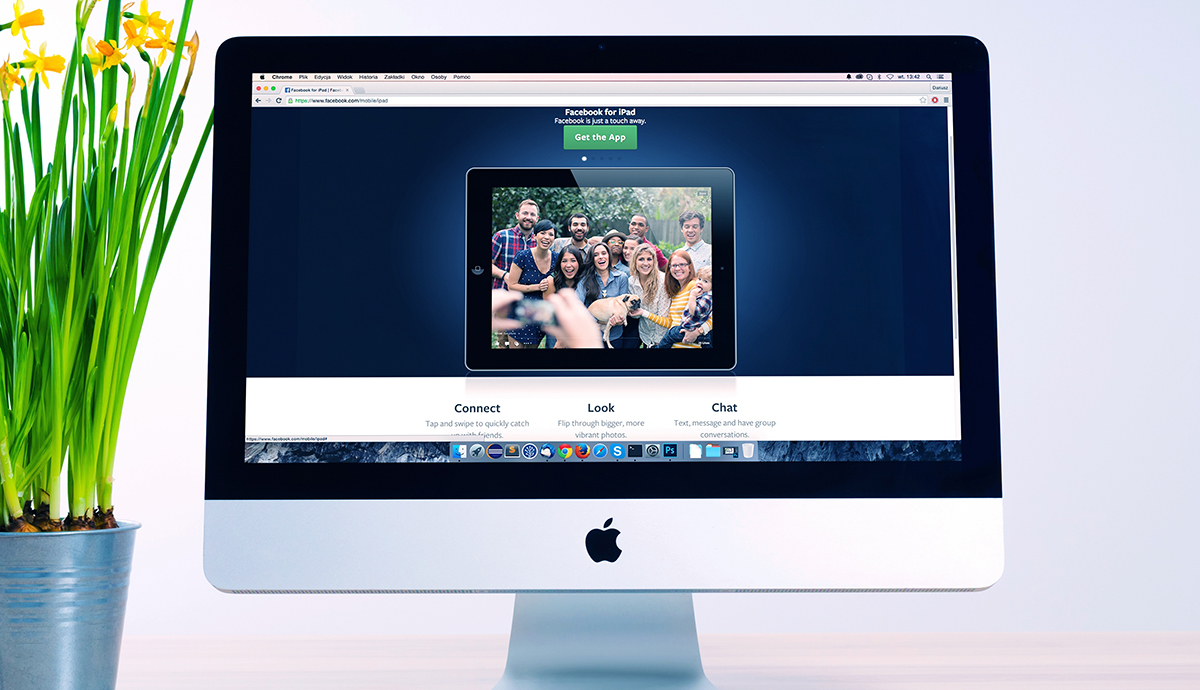 Chrome Plik Edycja Widok Historia Zakładki Okno Osoby Pomoc wt. 13:42
Facebook for iPad | Faceb
Dariusz
https://www.facebook.com/mobile/ipad
Facebook for iPad
Facebook is just a touch away.
Get the App
Connect Look Chat
Tap and swipe to quickly catch Flip through bigger, more Text, message and have group
up with friends. vibrant photos. conversations.
https://www.facebook.com/mobile/ipad#
S Ps